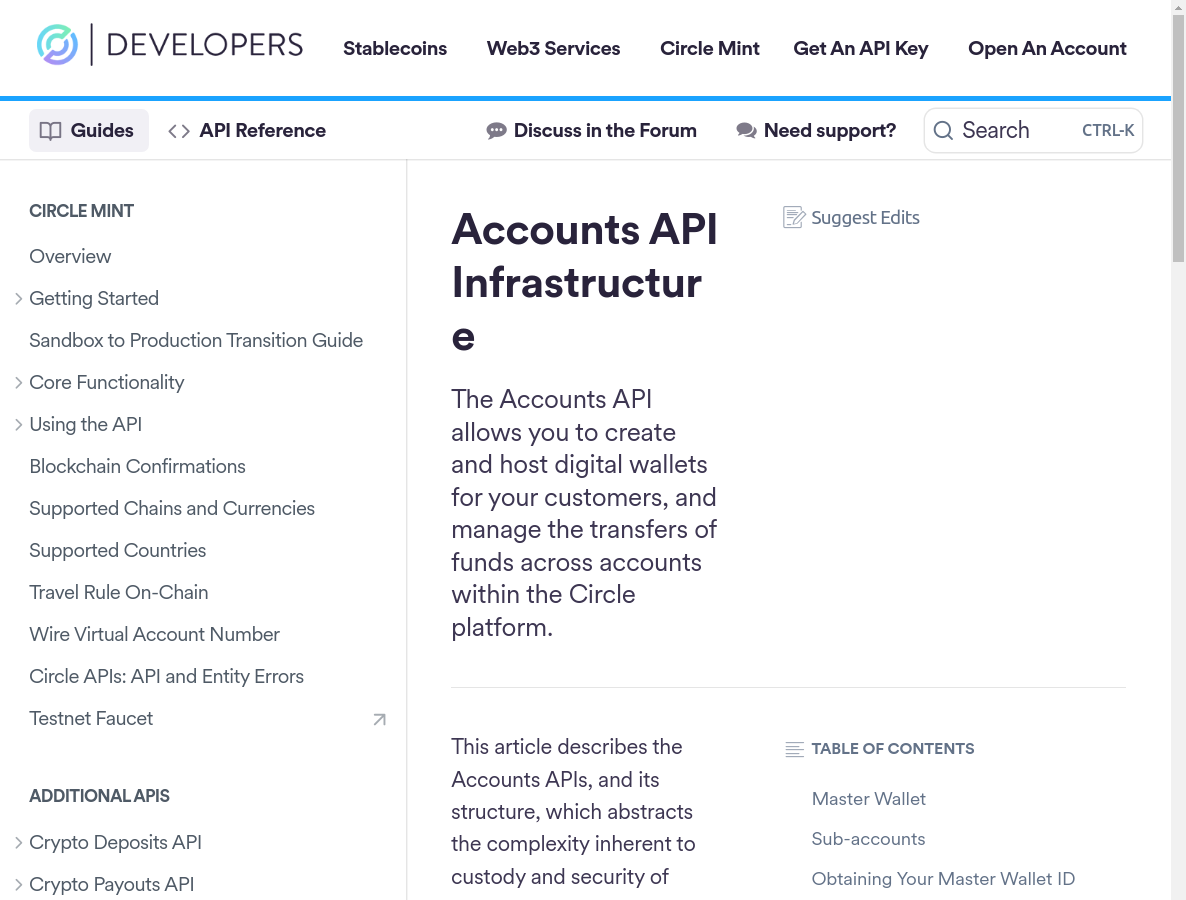 DEVELOPERS
Stablecoins
Web3 Services
Circle Mint
Get An API Key
Open An Account
Guides
API Reference
Discuss in the Forum
Need support?
Search
CTRL-K
CIRCLE MINT
Overview
Getting Started
Sandbox to Production Transition Guide
Core Functionality
Using the API
Blockchain Confirmations
Supported Chains and Currencies
Supported Countries
Travel Rule On-Chain
Wire Virtual Account Number
Circle APIs: API and Entity Errors
Testnet Faucet
ADDITIONAL APIS
Crypto Deposits API
Crypto Payouts API
Accounts API
Infrastructur
e
Suggest Edits
The Accounts API
allows you to create
and host digital wallets
for your customers, and
manage the transfers of
funds across accounts
within the Circle
platform.
This article describes the
Accounts APIs, and its
structure, which abstracts
the complexity inherent to
custody and security of
TABLE OF CONTENTS
Master Wallet
Sub-accounts
Obtaining Your Master Wallet ID